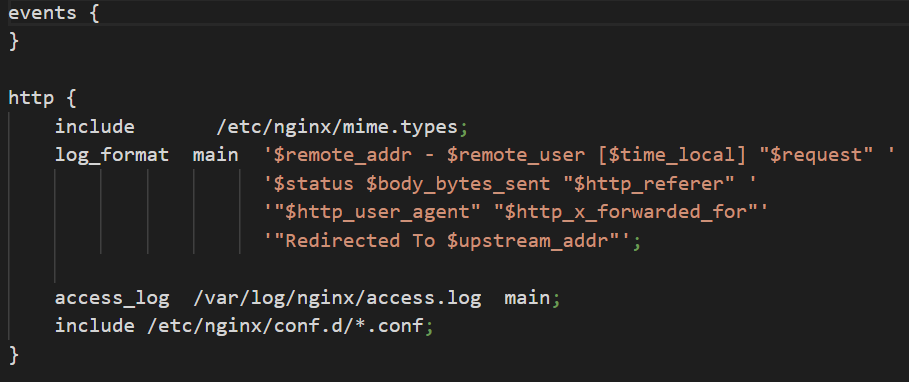 events {
}
http {
include /etc/nginx/mime.types;
log_format main '$remote_addr - $remote_user [$time_local] "$request" '
'$status $body_bytes_sent "$http_referer" '
'"$http_user_agent" "$http_x_forwarded_for"'
'"Redirected To $upstream_addr"';
access_log /var/log/nginx/access.log main;
include /etc/nginx/conf.d/*.conf;
}